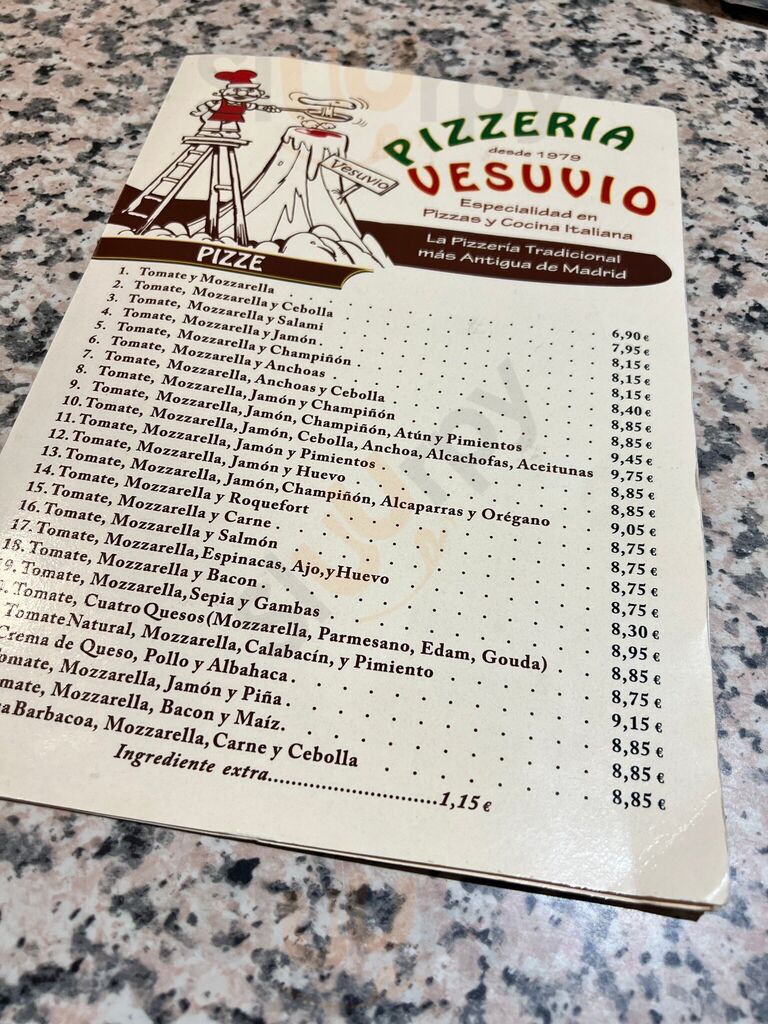 PIZZERIA
desde 1979
VESUVIO
Vesuvio
Especialidad en
Pizzas y Cocina Italiana
La Pizzería Tradicional
más Antigua de Madrid
PIZZE
1. Tomate y Mozzarella 6,90 €
2. Tomate, Mozzarella y Cebolla 7,95 €
3. Tomate, Mozzarella y Salami 8,15 €
4. Tomate, Mozzarella y Jamón 8,15 €
5. Tomate, Mozzarella y Champiñón 8,15 €
6. Tomate, Mozzarella y Anchoas 8,40 €
7. Tomate, Mozzarella, Anchoas y Cebolla 8,85 €
8. Tomate, Mozzarella, Jamón y Champiñón 8,85 €
9. Tomate, Mozzarella, Jamón, Champiñón, Atún y Pimientos 9,45 €
10. Tomate, Mozzarella, Jamón, Cebolla, Anchoa, Alcachofas, Aceitunas 9,75 €
11. Tomate, Mozzarella, Jamón y Pimientos 8,85 €
12. Tomate, Mozzarella, Jamón y Huevo 8,85 €
13. Tomate, Mozzarella, Jamón, Champiñón, Alcaparras y Orégano 9,05 €
14. Tomate, Mozzarella y Roquefort 8,75 €
15. Tomate, Mozzarella y Carne 8,75 €
16. Tomate, Mozzarella y Salmón 8,75 €
17. Tomate, Mozzarella, Espinacas, Ajo, y Huevo 8,75 €
18. Tomate, Mozzarella y Bacon 8,30 €
9. Tomate, Mozzarella, Sepia y Gambas 8,95 €
Tomate, Cuatro Quesos (Mozzarella, Parmesano, Edam, Gouda) 8,85 €
Tomate Natural, Mozzarella, Calabacín, y Pimiento 8,75 €
Crema de Queso, Pollo y Albahaca 9,15 €
omate, Mozzarella, Jamón y Piña 8,85 €
mate, Mozzarella, Bacon y Maíz 8,85 €
a Barbacoa, Mozzarella, Carne y Cebolla 8,85 €
Ingrediente extra 1,15 €